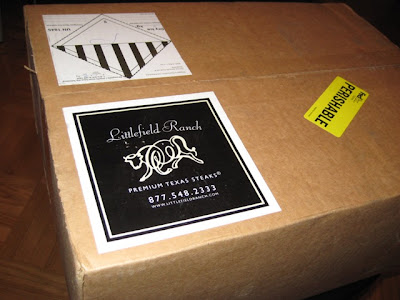 Littlefield Ranch
PREMIUM TEXAS STEAKS®
877.548.2333
WWW.LITTLEFIELDRANCH.COM
PERISHABLE